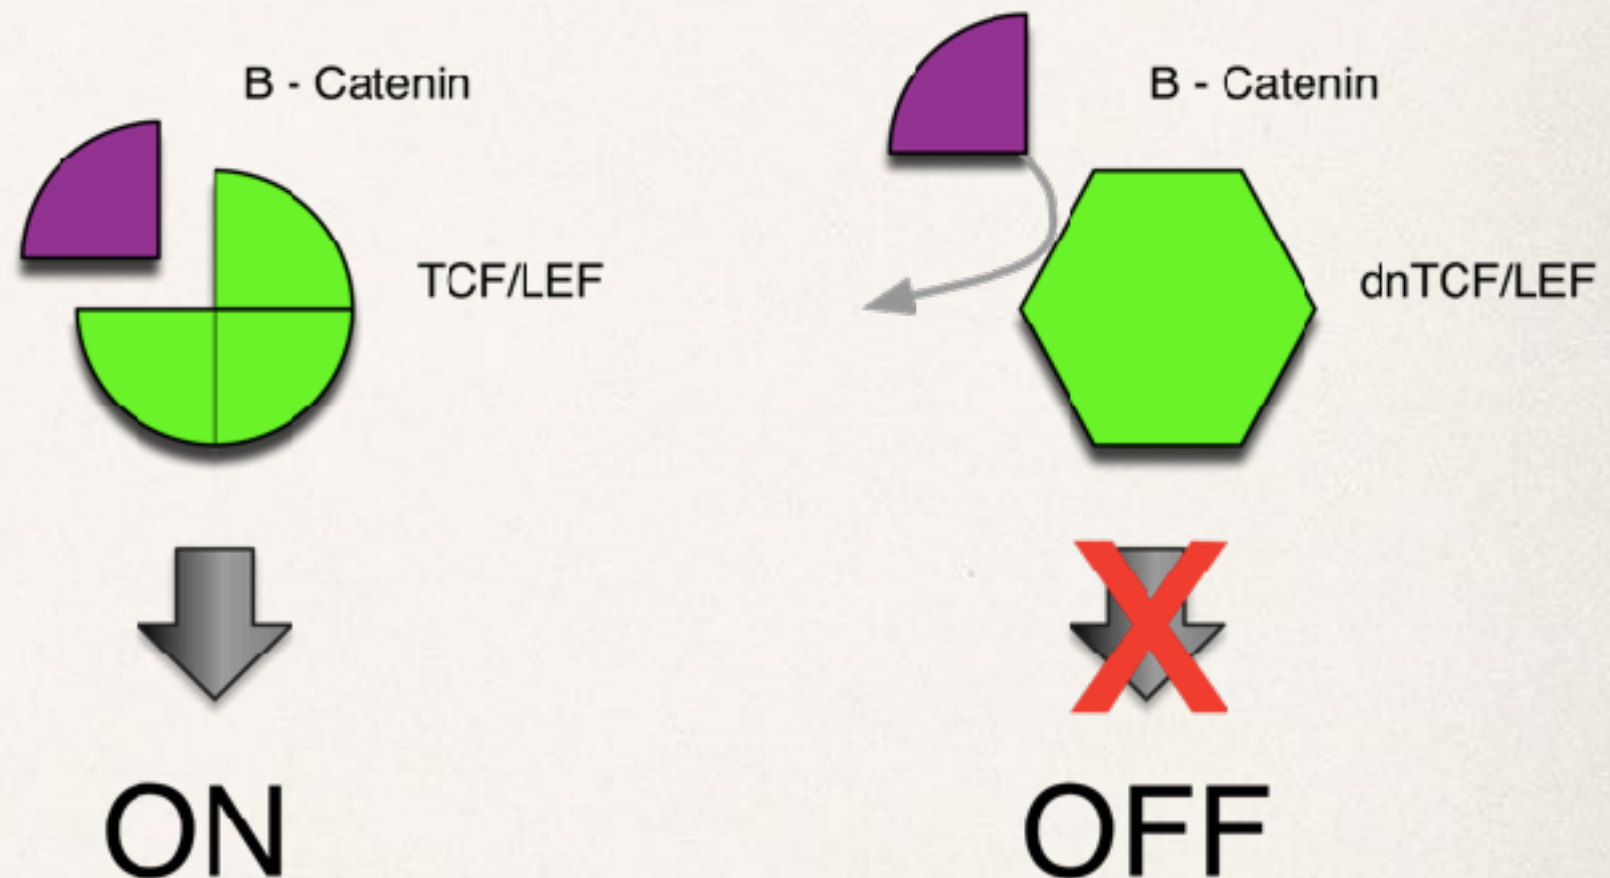 B - Catenin
TCF/LEF
ON
B - Catenin
dnTCF/LEF
X
OFF